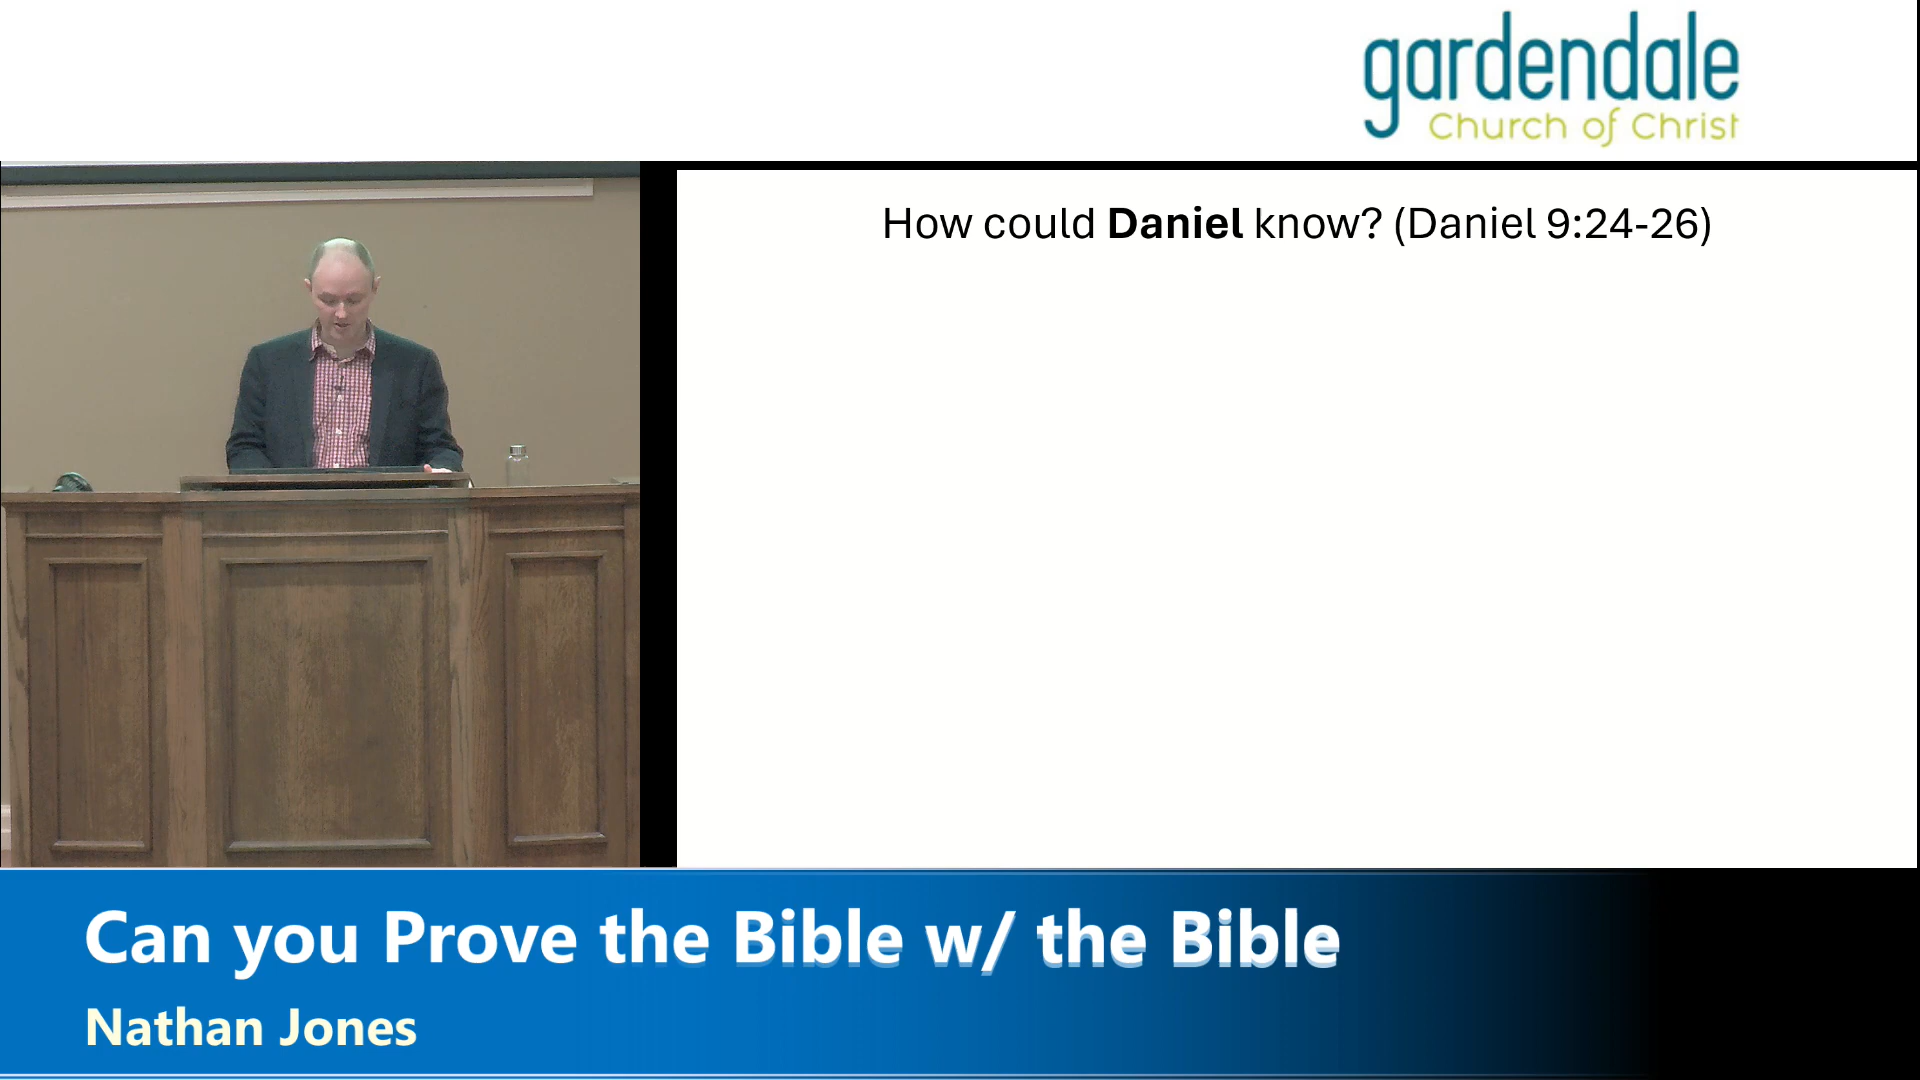 gardendale
Church of Christ
How could Daniel know? (Daniel 9:24-26)
Can you Prove the Bible w/ the Bible
Nathan Jones